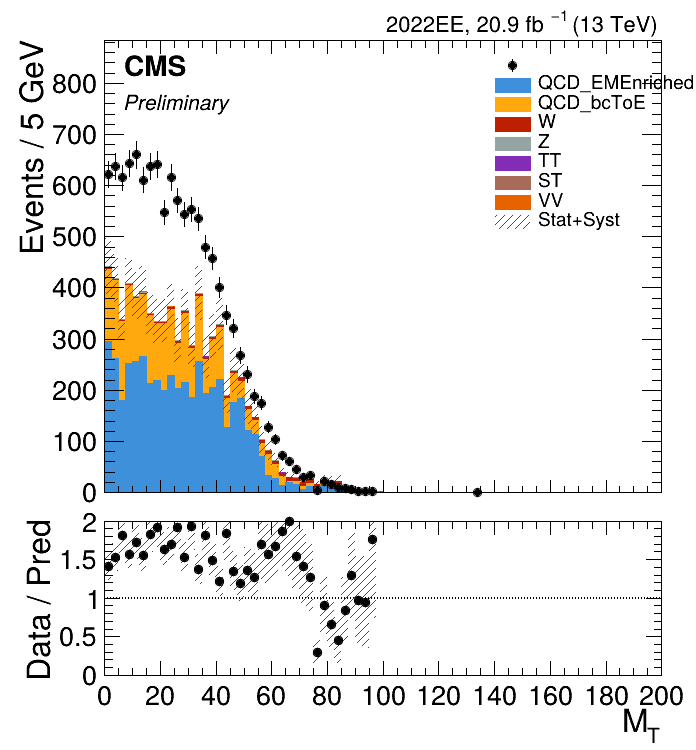 2022EE, 20.9 fb⁻¹ (13 TeV)
CMS
Preliminary
QCD_EMEnriched
QCD_bcToE
W
Z
TT
ST
VV
Stat+Syst
Events / 5 GeV
800
700
600
500
400
300
200
100
0
Data / Pred
2
1.5
1
0.5
0
0 20 40 60 80 100 120 140 160 180 200
M_T